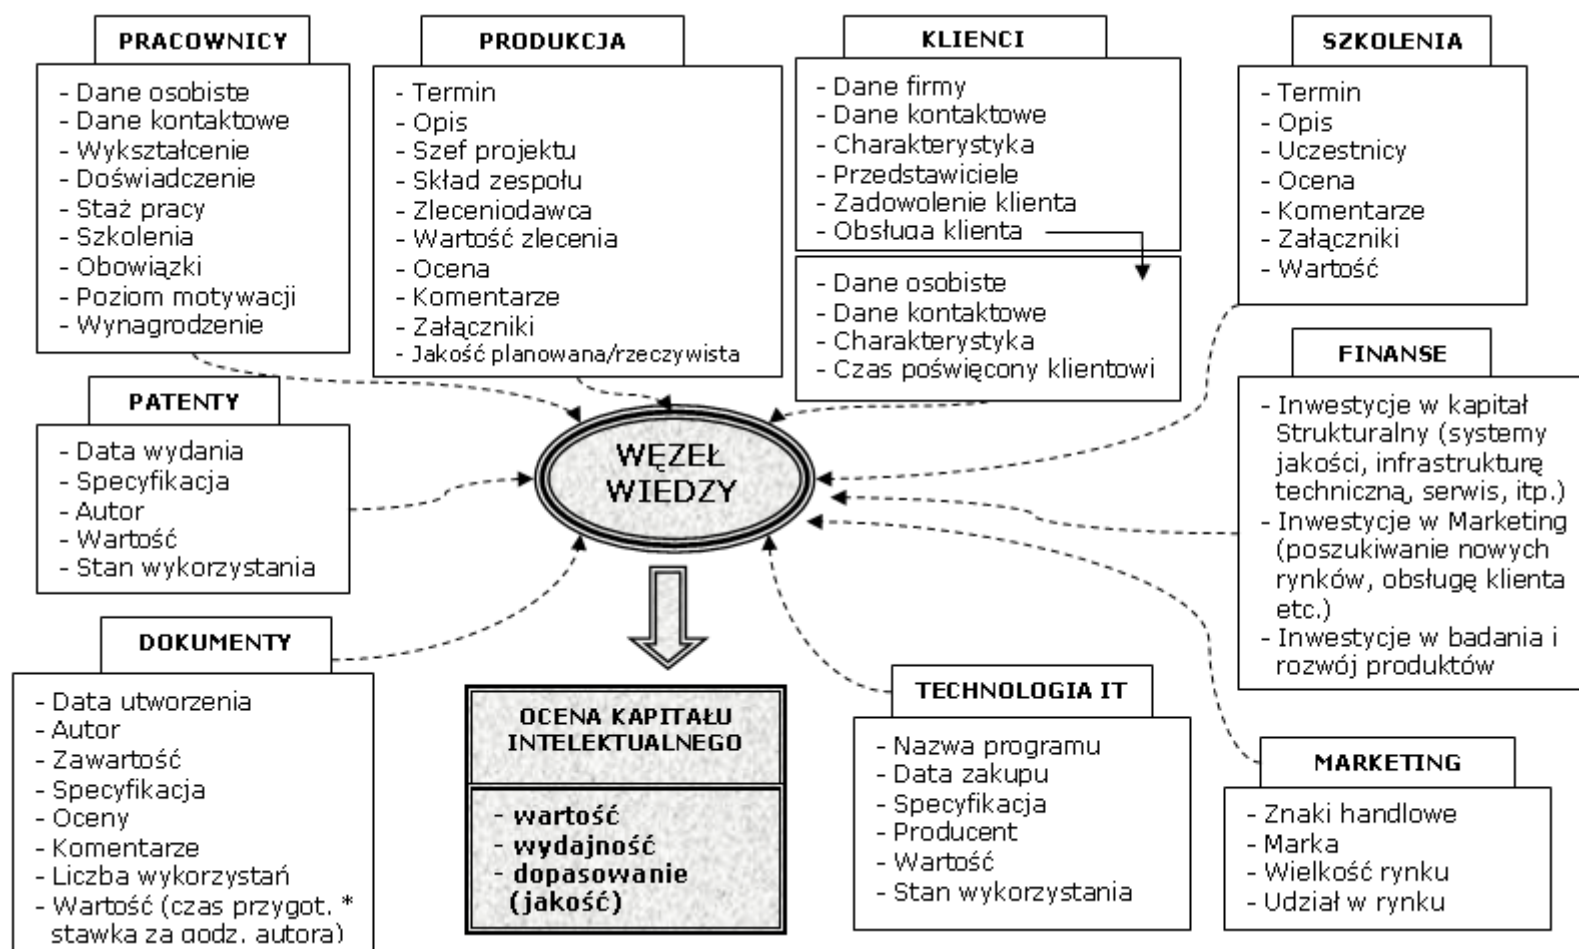 PRACOWNICY
- Dane osobiste
- Dane kontaktowe
- Wykształcenie
- Doświadczenie
- Staż pracy
- Szkolenia
- Obowiązki
- Poziom motywacji
- Wynagrodzenie
PRODUKCJA
- Termin
- Opis
- Szef projektu
- Skład zespołu
- Zleceniodawca
- Wartość zlecenia
- Ocena
- Komentarze
- Załączniki
- Jakość planowana/rzeczywista
KLIENCI
- Dane firmy
- Dane kontaktowe
- Charakterystyka
- Przedstawiciele
- Zadowolenie klienta
- Obsługa klienta
- Dane osobiste
- Dane kontaktowe
- Charakterystyka
- Czas poświęcony klientowi
SZKOLENIA
- Termin
- Opis
- Uczestnicy
- Ocena
- Komentarze
- Załączniki
- Wartość
PATENTY
- Data wydania
- Specyfikacja
- Autor
- Wartość
- Stan wykorzystania
WĘZEŁ
WIEDZY
FINANSE
- Inwestycje w kapitał
Strukturalny (systemy
jakości, infrastrukturę
techniczną, serwis, itp.)
- Inwestycje w Marketing
(poszukiwanie nowych
rynków, obsługę klienta
etc.)
- Inwestycje w badania i
rozwój produktów
DOKUMENTY
- Data utworzenia
- Autor
- Zawartość
- Specyfikacja
- Oceny
- Komentarze
- Liczba wykorzystań
- Wartość (czas przygot. *
stawka za godz. autora)
OCENA KAPITAŁU
INTELEKTUALNEGO
- wartość
- wydajność
- dopasowanie
(jakość)
TECHNOLOGIA IT
- Nazwa programu
- Data zakupu
- Specyfikacja
- Producent
- Wartość
- Stan wykorzystania
MARKETING
- Znaki handlowe
- Marka
- Wielkość rynku
- Udział w rynku